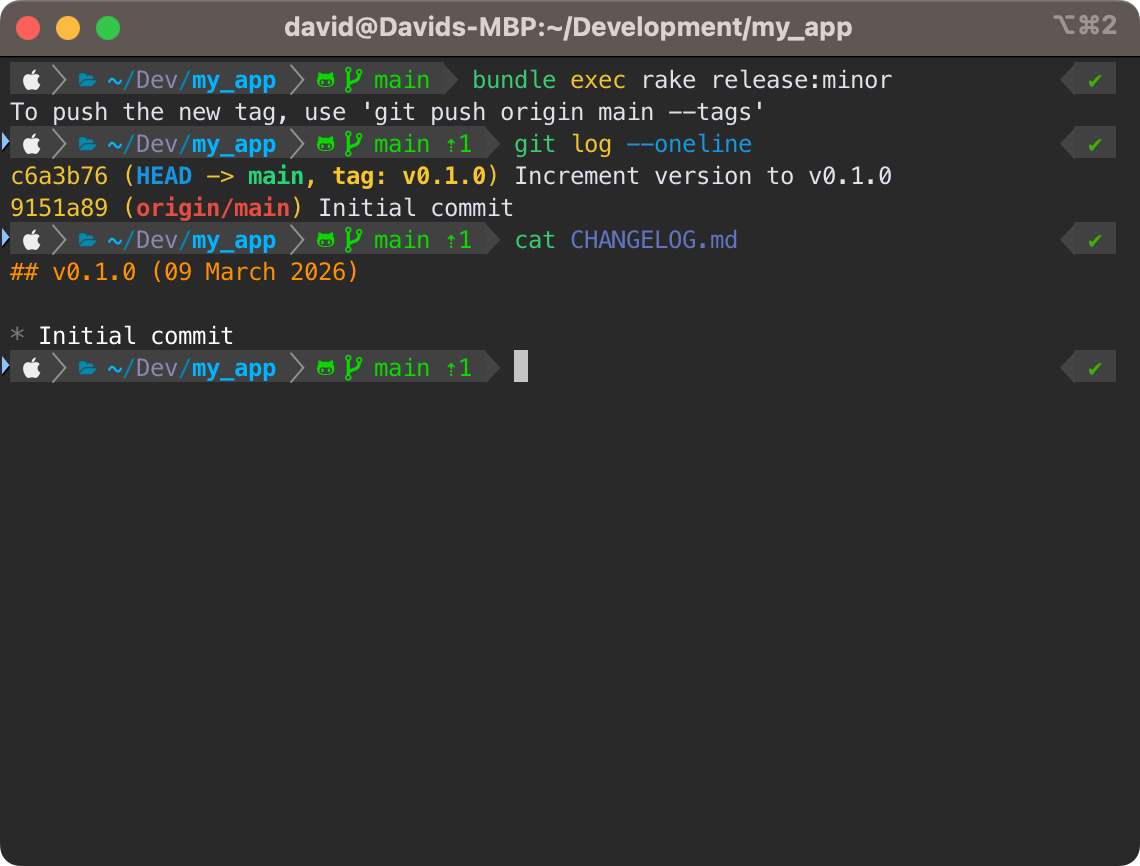 david@Davids-MBP:~/Development/my_app ⌥⌘2
~/Dev/my_app main bundle exec rake release:minor ✔
To push the new tag, use 'git push origin main --tags'
~/Dev/my_app main ⇡1 git log --oneline ✔
c6a3b76 (HEAD -> main, tag: v0.1.0) Increment version to v0.1.0
9151a89 (origin/main) Initial commit
~/Dev/my_app main ⇡1 cat CHANGELOG.md ✔
## v0.1.0 (09 March 2026)
* Initial commit
~/Dev/my_app main ⇡1 ✔